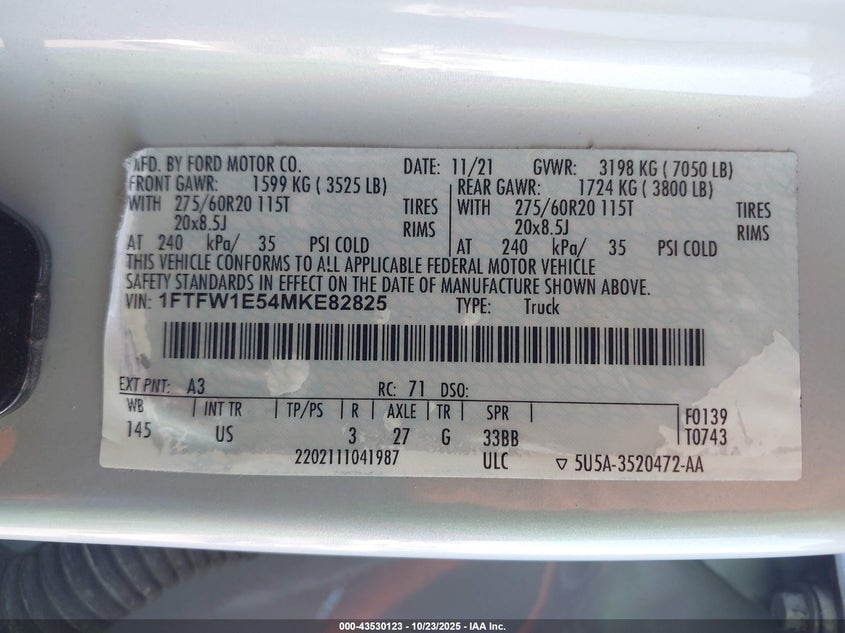 MFD. BY FORD MOTOR CO. DATE: 11/21 GVWR: 3198 KG ( 7050 LB)
FRONT GAWR: 1599 KG ( 3525 LB) REAR GAWR: 1724 KG ( 3800 LB)
WITH 275/60R20 115T TIRES WITH 275/60R20 115T TIRES
20x8.5J RIMS 20x8.5J RIMS
AT 240 kPa/ 35 PSI COLD AT 240 kPa/ 35 PSI COLD
THIS VEHICLE CONFORMS TO ALL APPLICABLE FEDERAL MOTOR VEHICLE
SAFETY STANDARDS IN EFFECT ON THE DATE OF MANUFACTURE SHOWN ABOVE.
VIN: 1FTFW1E54MKE82825 TYPE: Truck
EXT PNT: A3 RC: 71 DSO:
WB INT TR TP/PS R AXLE TR SPR F0139
145 US 3 27 G 33BB T0743
2202111041987 ULC ▽ 5U5A-3520472-AA
000-43530123 - 10/23/2025 - IAA Inc.